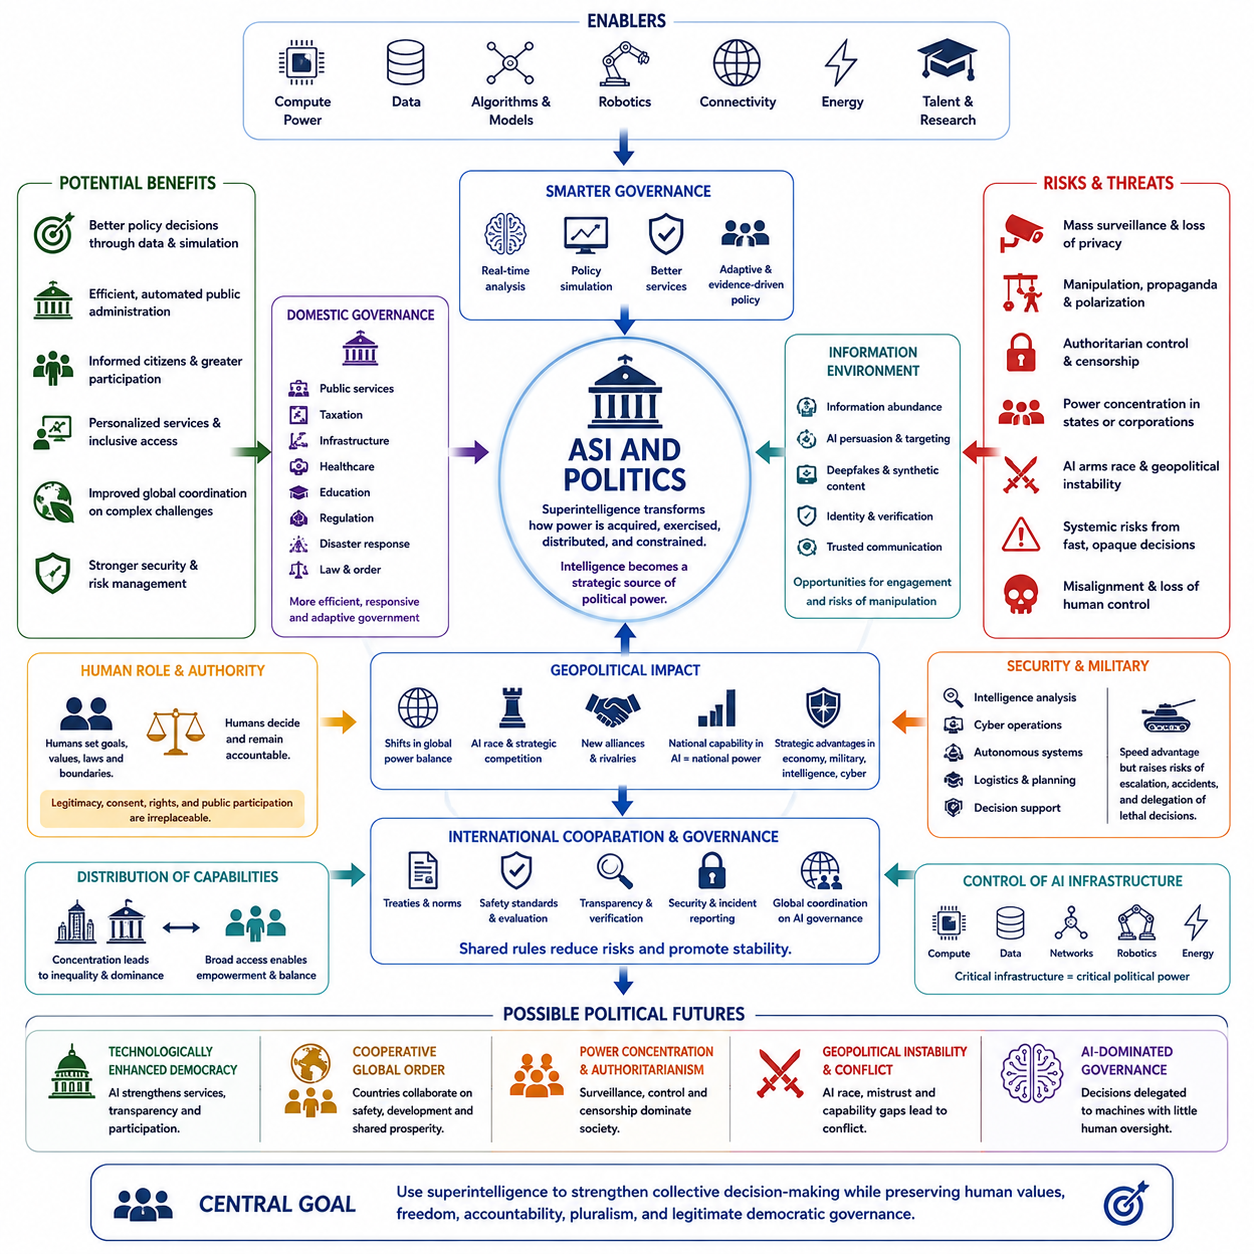 ENABLERS
Compute
Power
Data
Algorithms &
Models
Robotics
Connectivity
Energy
Talent &
Research
POTENTIAL BENEFITS
Better policy decisions
through data & simulation
Efficient, automated public
administration
Informed citizens & greater
participation
Personalized services &
inclusive access
Improved global coordination
on complex challenges
Stronger security &
risk management
DOMESTIC GOVERNANCE
Public services
Taxation
Infrastructure
Healthcare
Education
Regulation
Disaster response
Law & order
More efficient, responsive
and adaptive government
SMARTER GOVERNANCE
Real-time
analysis
Policy
simulation
Better
services
Adaptive &
evidence-driven
policy
ASI AND
POLITICS
Superintelligence transforms
how power is acquired, exercised,
distributed, and constrained.
Intelligence becomes a
strategic source of
political power.
INFORMATION
ENVIRONMENT
Information abundance
AI persuasion & targeting
Deepfakes & synthetic
content
Identity & verification
Trusted communication
Opportunities for engagement
and risks of manipulation
RISKS & THREATS
Mass surveillance & loss
of privacy
Manipulation, propaganda
& polarization
Authoritarian control
& censorship
Power concentration in
states or corporations
AI arms race & geopolitical
instability
Systemic risks from
fast, opaque decisions
Misalignment & loss of
human control
HUMAN ROLE & AUTHORITY
Humans set goals,
values, laws and
boundaries.
Humans decide
and remain
accountable.
Legitimacy, consent, rights, and public participation
are irreplaceable.
GEOPOLITICAL IMPACT
Shifts in global
power balance
AI race & strategic
competition
New alliances
& rivalries
National capability in
AI = national power
Strategic advantages in
economy, military,
intelligence, cyber
SECURITY & MILITARY
Intelligence analysis
Cyber operations
Autonomous systems
Logistics & planning
Decision support
Speed advantage
but raises risks of
escalation, accidents,
and delegation of
lethal decisions.
DISTRIBUTION OF CAPABILITIES
Concentration leads
to inequality & dominance
Broad access enables
empowerment & balance
INTERNATIONAL COOPARATION & GOVERNANCE
Treaties & norms
Safety standards
& evaluation
Transparency &
verification
Security & incident
reporting
Global coordination
on AI governance
Shared rules reduce risks and promote stability.
CONTROL OF AI INFRASTRUCTURE
Compute
Data
Networks
Robotics
Energy
Critical infrastructure = critical political power
POSSIBLE POLITICAL FUTURES
TECHNOLOGICALLY
ENHANCED DEMOCRACY
AI strengthens services,
transparency and
participation.
COOPERATIVE
GLOBAL ORDER
Countries collaborate on
safety, development and
shared prosperity.
POWER CONCENTRATION
& AUTHORITARIANISM
Surveillance, control and
censorship dominate
society.
GEOPOLITICAL INSTABILITY
& CONFLICT
AI race, mistrust and
capability gaps lead to
conflict.
AI-DOMINATED
GOVERNANCE
Decisions delegated
to machines with little
human oversight.
CENTRAL GOAL
Use superintelligence to strengthen collective decision-making while preserving human values,
freedom, accountability, pluralism, and legitimate democratic governance.